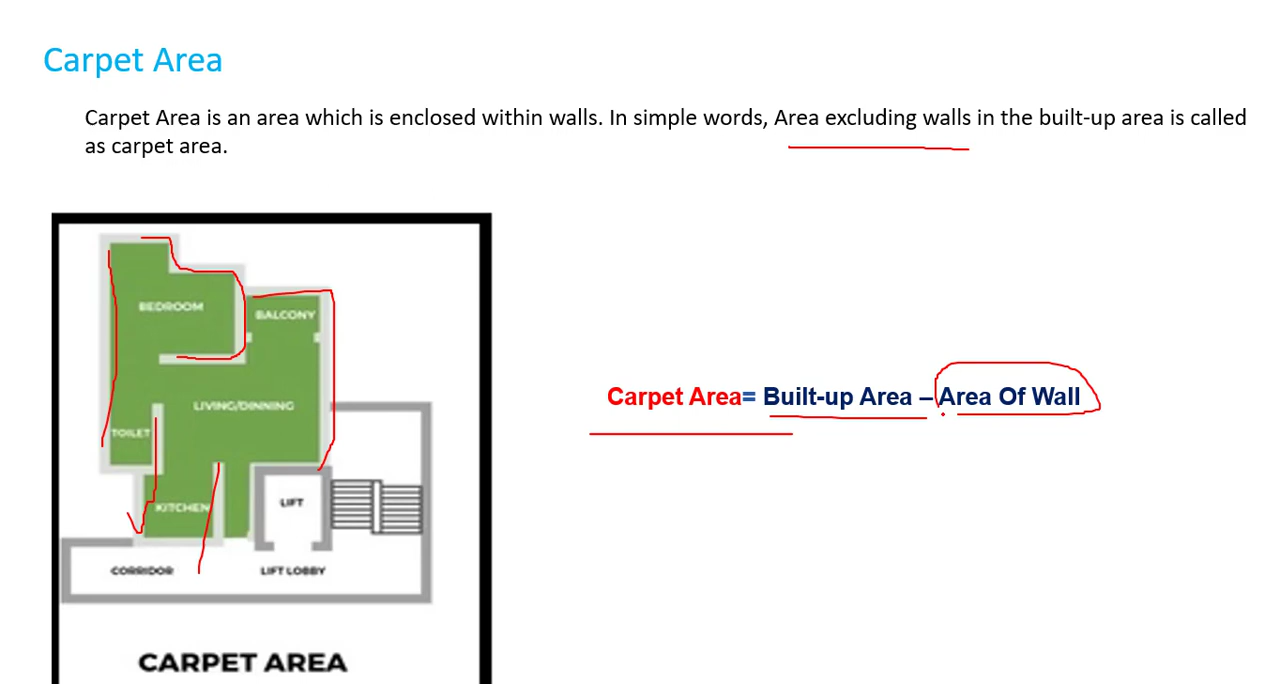 Carpet Area
Carpet Area is an area which is enclosed within walls. In simple words, Area excluding walls in the built-up area is called
as carpet area.
BEDROOM
BALCONY
LIVING/DINNING
TOILET
KITCHEN
LIFT
CORRIDOR
LIFT LOBBY
CARPET AREA
Carpet Area= Built-up Area – Area Of Wall